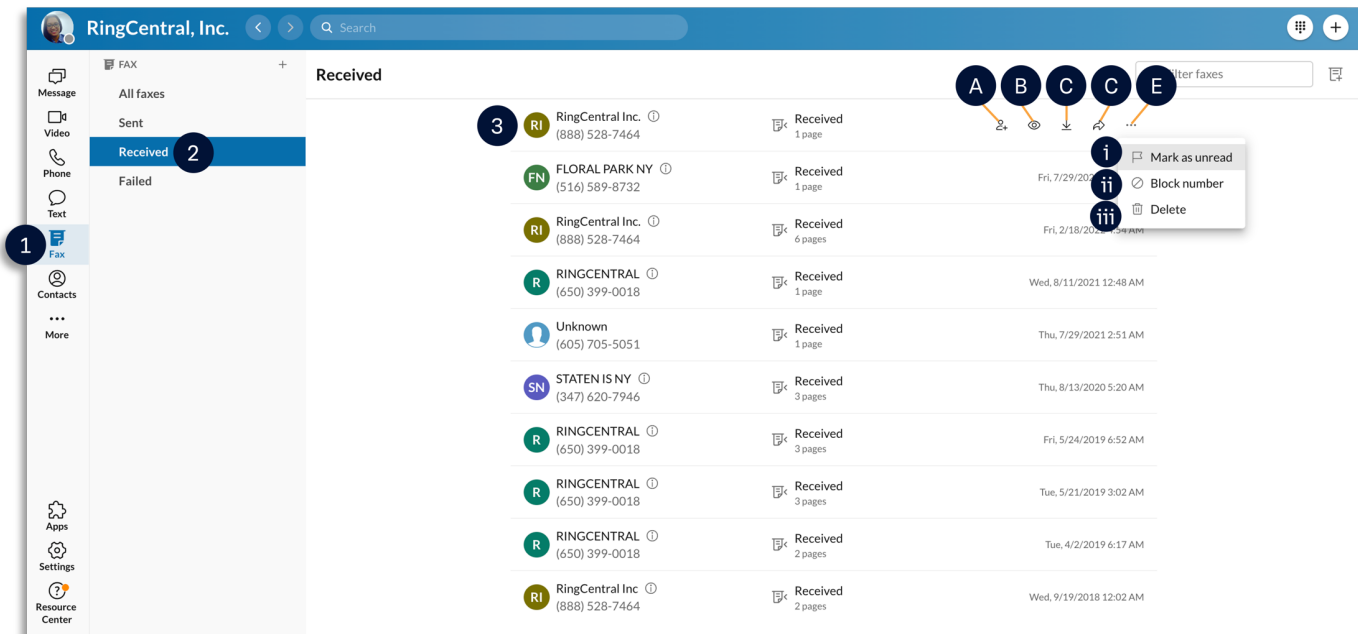 RingCentral, Inc.
Search
Message
Video
Phone
Text
1
Fax
Contacts
More
Apps
Settings
Resource
Center
FAX
All faxes
Sent
Received 2
Failed
Received
faxes
A B C C E
3 RI RingCentral Inc.
(888) 528-7464
Received
1 page
i Mark as unread
ii Block number
iii Delete
FN FLORAL PARK NY
(516) 589-8732
Received
1 page
Fri, 7/29/202
RI RingCentral Inc.
(888) 528-7464
Received
6 pages
Fri, 2/18/2022 4:54 AM
R RINGCENTRAL
(650) 399-0018
Received
1 page
Wed, 8/11/2021 12:48 AM
Unknown
(605) 705-5051
Received
1 page
Thu, 7/29/2021 2:51 AM
SN STATEN IS NY
(347) 620-7946
Received
3 pages
Thu, 8/13/2020 5:20 AM
R RINGCENTRAL
(650) 399-0018
Received
3 pages
Fri, 5/24/2019 6:52 AM
R RINGCENTRAL
(650) 399-0018
Received
3 pages
Tue, 5/21/2019 3:02 AM
R RINGCENTRAL
(650) 399-0018
Received
2 pages
Tue, 4/2/2019 6:17 AM
RI RingCentral Inc
(888) 528-7464
Received
2 pages
Wed, 9/19/2018 12:02 AM